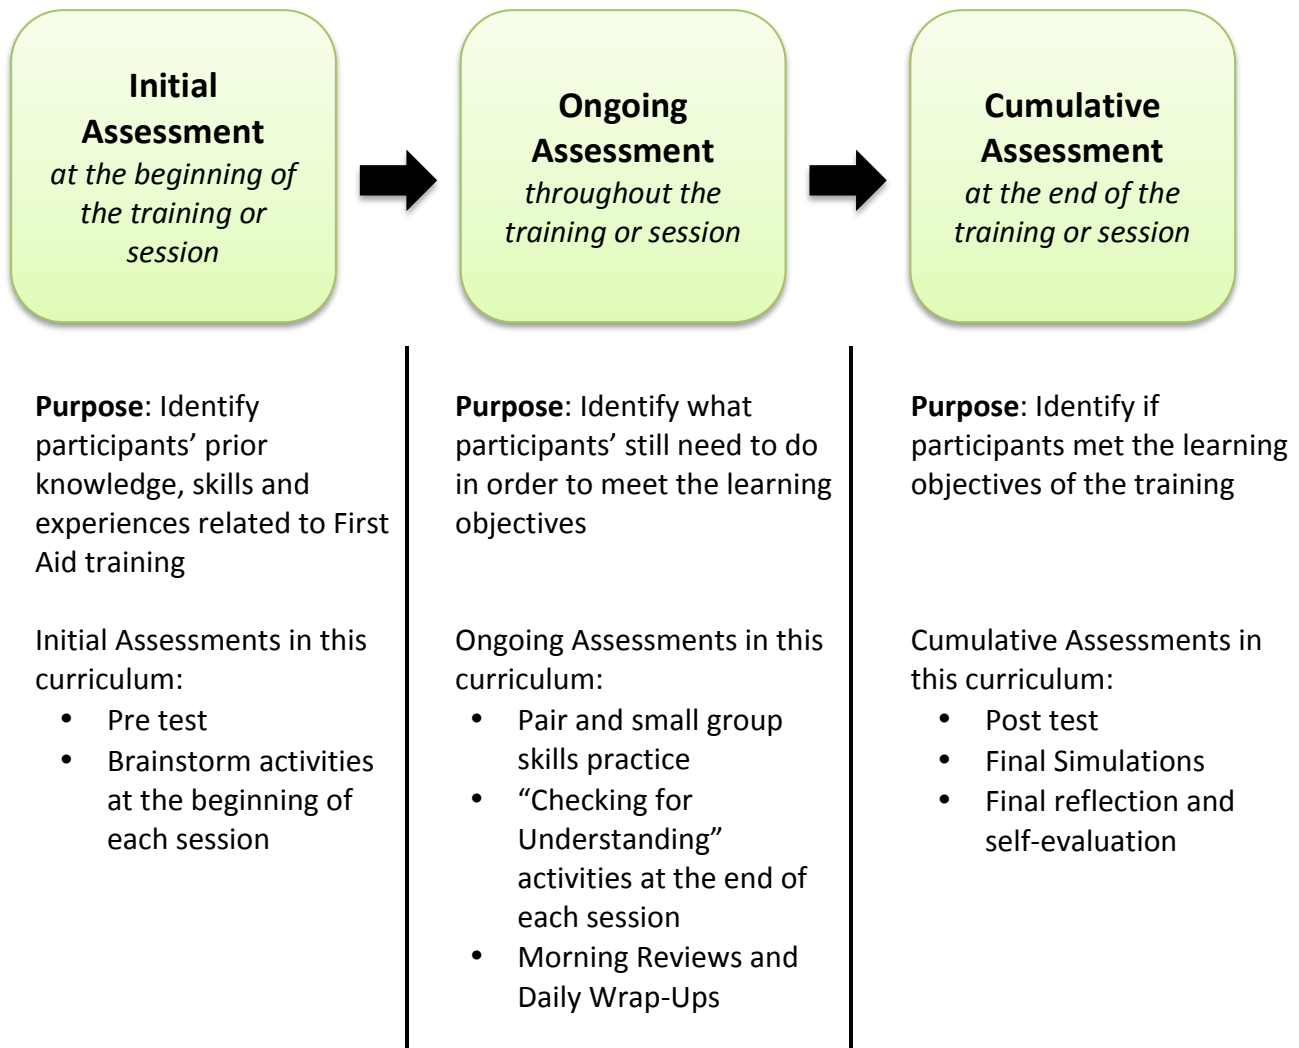 Initial
Assessment
at the beginning of
the training or
session
Ongoing
Assessment
throughout the
training or session
Cumulative
Assessment
at the end of the
training or session
Purpose: Identify
participants’ prior
knowledge, skills and
experiences related to First
Aid training
Initial Assessments in this
curriculum:
• Pre test
• Brainstorm activities
at the beginning of
each session
Purpose: Identify what
participants’ still need to do
in order to meet the learning
objectives
Ongoing Assessments in this
curriculum:
• Pair and small group
skills practice
• “Checking for
Understanding”
activities at the end of
each session
• Morning Reviews and
Daily Wrap-Ups
Purpose: Identify if
participants met the learning
objectives of the training
Cumulative Assessments in
this curriculum:
• Post test
• Final Simulations
• Final reflection and
self-evaluation